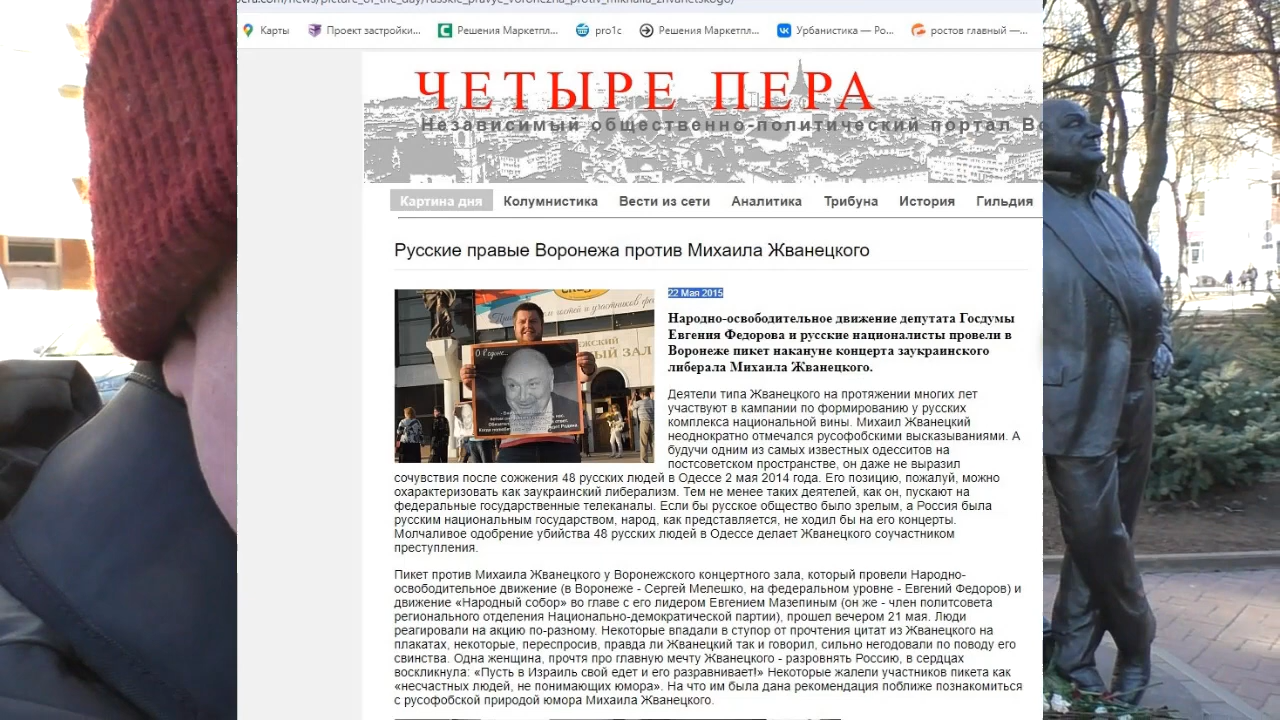 pera.com/news/picture_of_the_day/russkie_pravye_voronezha_protiv_mikhaila_zhvanetskogo/
Карты
Проект застройки...
Решения Маркетпл...
pro1c
Решения Маркетпл...
Урбанистика — Ро...
ростов главный —...
ЧЕТЫРЕ ПЕРА
Независимый общественно-политический портал Во
Картина дня Колумнистика Вести из сети Аналитика Трибуна История Гильдия
Русские правые Воронежа против Михаила Жванецкого
22 Мая 2015
Народно-освободительное движение депутата Госдумы
Евгения Федорова и русские националисты провели в
Воронеже пикет накануне концерта заукраинского
либерала Михаила Жванецкого.
Деятели типа Жванецкого на протяжении многих лет
участвуют в кампании по формированию у русских
комплекса национальной вины. Михаил Жванецкий
неоднократно отмечался русофобскими высказываниями. А
будучи одним из самых известных одесситов на
постсоветском пространстве, он даже не выразил
сочувствия после сожжения 48 русских людей в Одессе 2 мая 2014 года. Его позицию, пожалуй, можно
охарактеризовать как заукраинский либерализм. Тем не менее таких деятелей, как он, пускают на
федеральные государственные телеканалы. Если бы русское общество было зрелым, а Россия была
русским национальным государством, народ, как представляется, не ходил бы на его концерты.
Молчаливое одобрение убийства 48 русских людей в Одессе делает Жванецкого соучастником
преступления.
Пикет против Михаила Жванецкого у Воронежского концертного зала, который провели Народно-
освободительное движение (в Воронеже - Сергей Мелешко, на федеральном уровне - Евгений Федоров) и
движение «Народный собор» во главе с его лидером Евгением Мазепиным (он же - член политсовета
регионального отделения Национально-демократической партии), прошел вечером 21 мая. Люди
реагировали на акцию по-разному. Некоторые впадали в ступор от прочтения цитат из Жванецкого на
плакатах, некоторые, переспросив, правда ли Жванецкий так и говорил, сильно негодовали по поводу его
свинства. Одна женщина, прочтя про главную мечту Жванецкого - разровнять Россию, в сердцах
воскликнула: «Пусть в Израиль свой едет и его разравнивает!» Некоторые жалели участников пикета как
«несчастных людей, не понимающих юмора». На что им была дана рекомендация поближе познакомиться
с русофобской природой юмора Михаила Жванецкого.